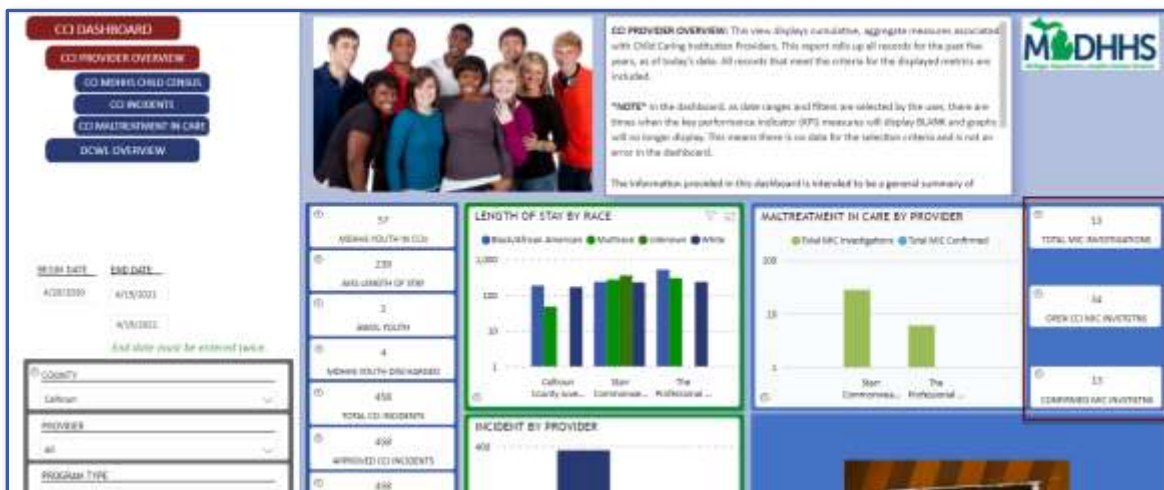 CCI DASHBOARD
CCI PROVIDER OVERVIEW
CCI MDHHS CHILD CENSUS
CCI INCIDENTS
CCI MALTREATMENT IN CARE
DCWL OVERVIEW
CCI PROVIDER OVERVIEW: This view displays cumulative, aggregate measures associated
with Child Caring Institution Providers. This report rolls up all records for the past five
years, as of today's date. All records that meet the criteria for the displayed metrics are
included.
*NOTE* In the dashboard, as date ranges and filters are selected by the user, there are
times when the key performance indicator (KPI) measures will display BLANK and graphs
will no longer display. This means there is no data for the selection criteria and is not an
error in the dashboard.
The information provided in this dashboard is intended to be a general summary of
MDHHS
BEGIN DATE END DATE
4/19/2021
4/19/2021
End date must be entered twice.
COUNTY
Calhoun
PROVIDER
All
PROGRAM TYPE
57
MDHHS YOUTH IN CCIs
239
AVG LENGTH OF STAY
2
AWOL YOUTH
4
MDHHS YOUTH DISCHARGED
458
TOTAL CCI INCIDENTS
APPROVED CCI INCIDENTS
LENGTH OF STAY BY RACE
Black/African American Multirace Unknown White
1,000
100
10
1
Calhoun Starr The
County Juve... Commonwea... Professional ...
INCIDENT BY PROVIDER
400
MALTREATMENT IN CARE BY PROVIDER
Total MIC Investigations Total MIC Confirmed
100
10
1
Starr The
Commonwea... Professional ...
TOTAL MIC INVESTIGATIONS
34
OPEN CCI MIC INVSTGTNS
13
CONFIRMED MIC INVSTGTNS